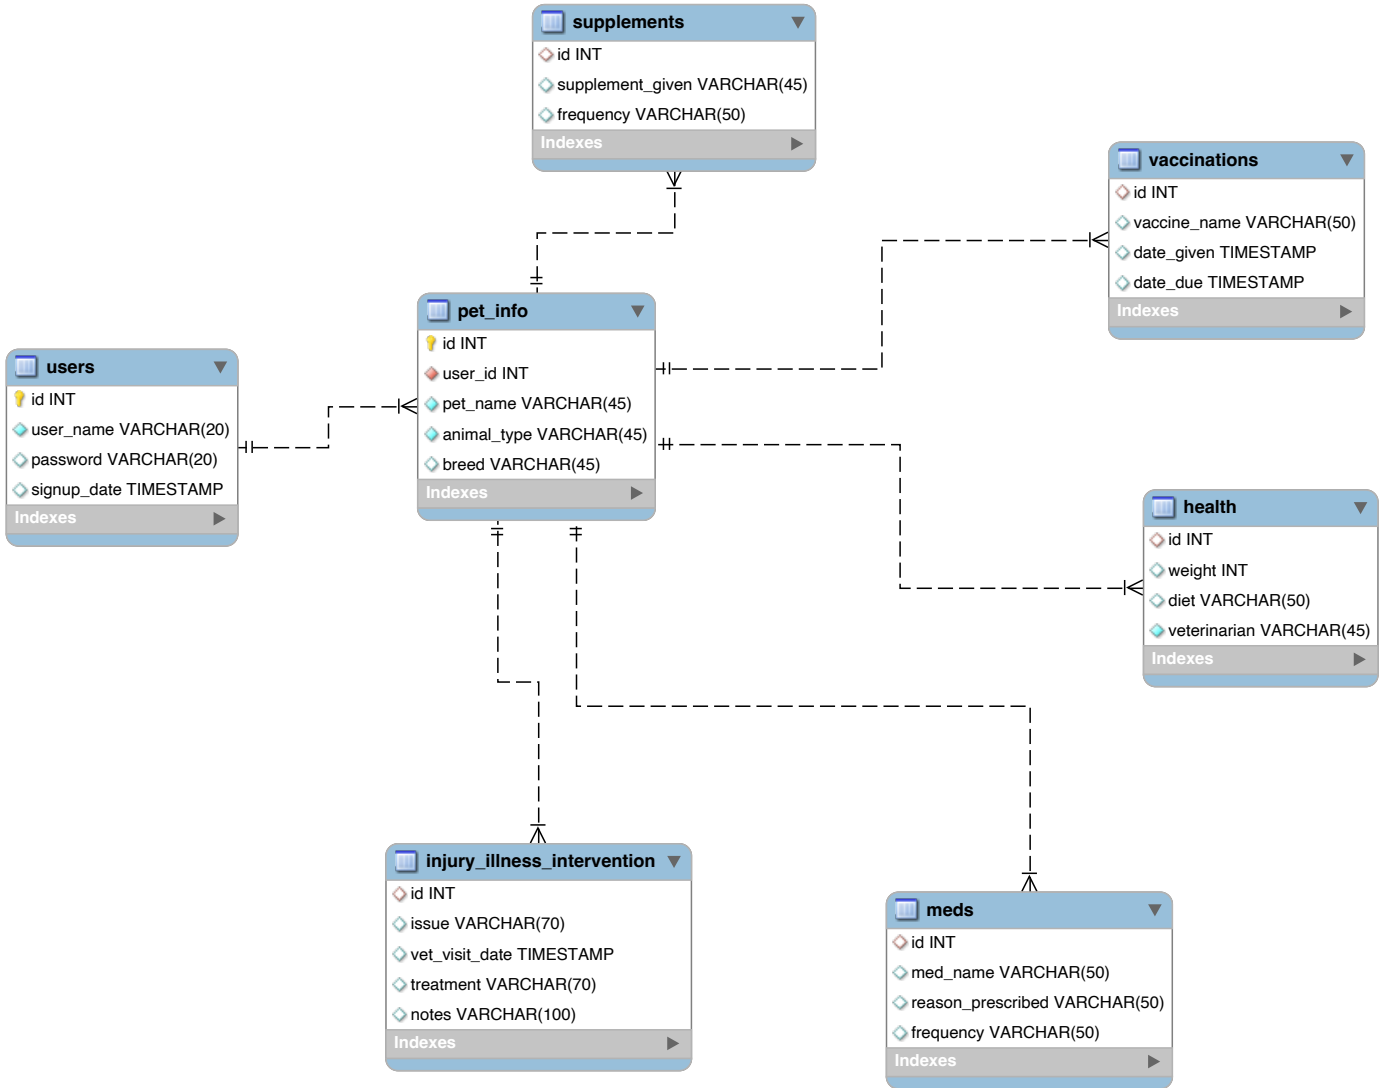 supplements
id INT
supplement_given VARCHAR(45)
frequency VARCHAR(50)
Indexes
vaccinations
id INT
vaccine_name VARCHAR(50)
date_given TIMESTAMP
date_due TIMESTAMP
Indexes
pet_info
id INT
user_id INT
pet_name VARCHAR(45)
animal_type VARCHAR(45)
breed VARCHAR(45)
Indexes
users
id INT
user_name VARCHAR(20)
password VARCHAR(20)
signup_date TIMESTAMP
Indexes
health
id INT
weight INT
diet VARCHAR(50)
veterinarian VARCHAR(45)
Indexes
injury_illness_intervention
id INT
issue VARCHAR(70)
vet_visit_date TIMESTAMP
treatment VARCHAR(70)
notes VARCHAR(100)
Indexes
meds
id INT
med_name VARCHAR(50)
reason_prescribed VARCHAR(50)
frequency VARCHAR(50)
Indexes